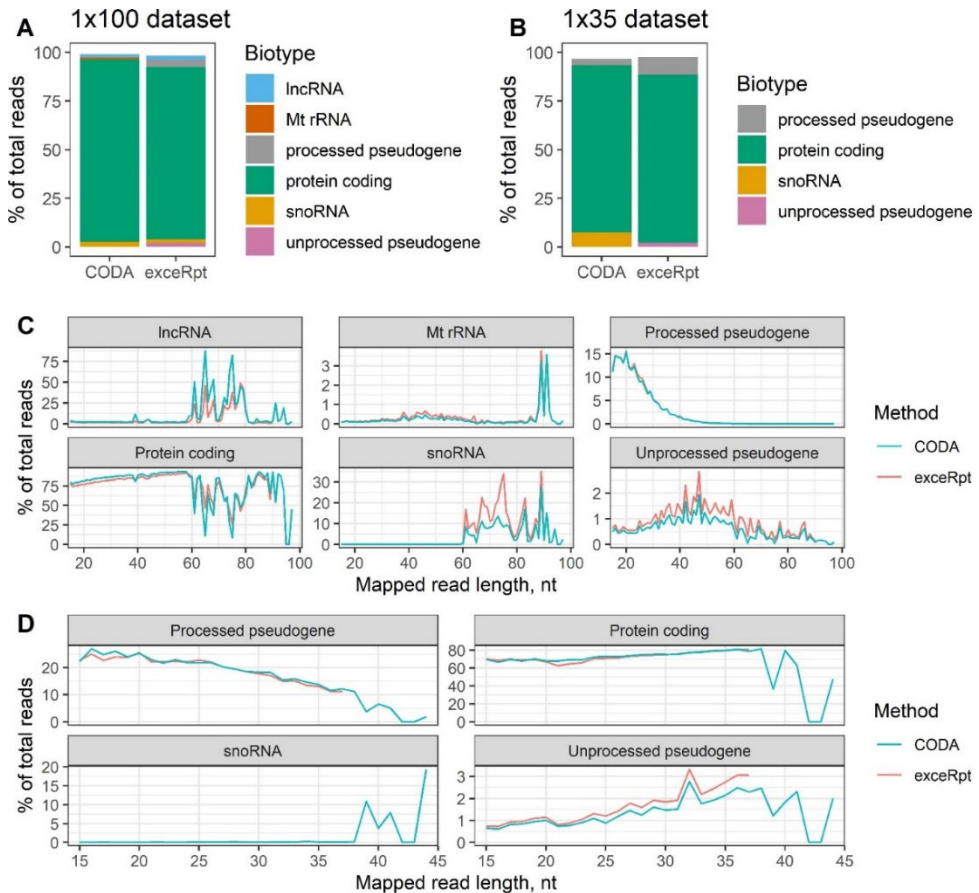 A
1x100 dataset
% of total reads
100
75
50
25
0
CODA
exceRpt
Biotype
lncRNA
Mt rRNA
processed pseudogene
protein coding
snoRNA
unprocessed pseudogene
B
1x35 dataset
% of total reads
100
75
50
25
0
CODA
exceRpt
Biotype
processed pseudogene
protein coding
snoRNA
unprocessed pseudogene
C
% of total reads
lncRNA
75
50
25
0
Mt rRNA
3
2
1
0
Processed pseudogene
15
10
5
0
Protein coding
75
50
25
0
20 40 60 80 100
snoRNA
30
20
10
0
20 40 60 80 100
Unprocessed pseudogene
2
1
0
20 40 60 80 100
Mapped read length, nt
Method
CODA
exceRpt
D
% of total reads
Processed pseudogene
20
10
0
Protein coding
80
60
40
20
0
snoRNA
20
15
10
5
0
15 20 25 30 35 40 45
Unprocessed pseudogene
3
2
1
0
15 20 25 30 35 40 45
Mapped read length, nt
Method
CODA
exceRpt